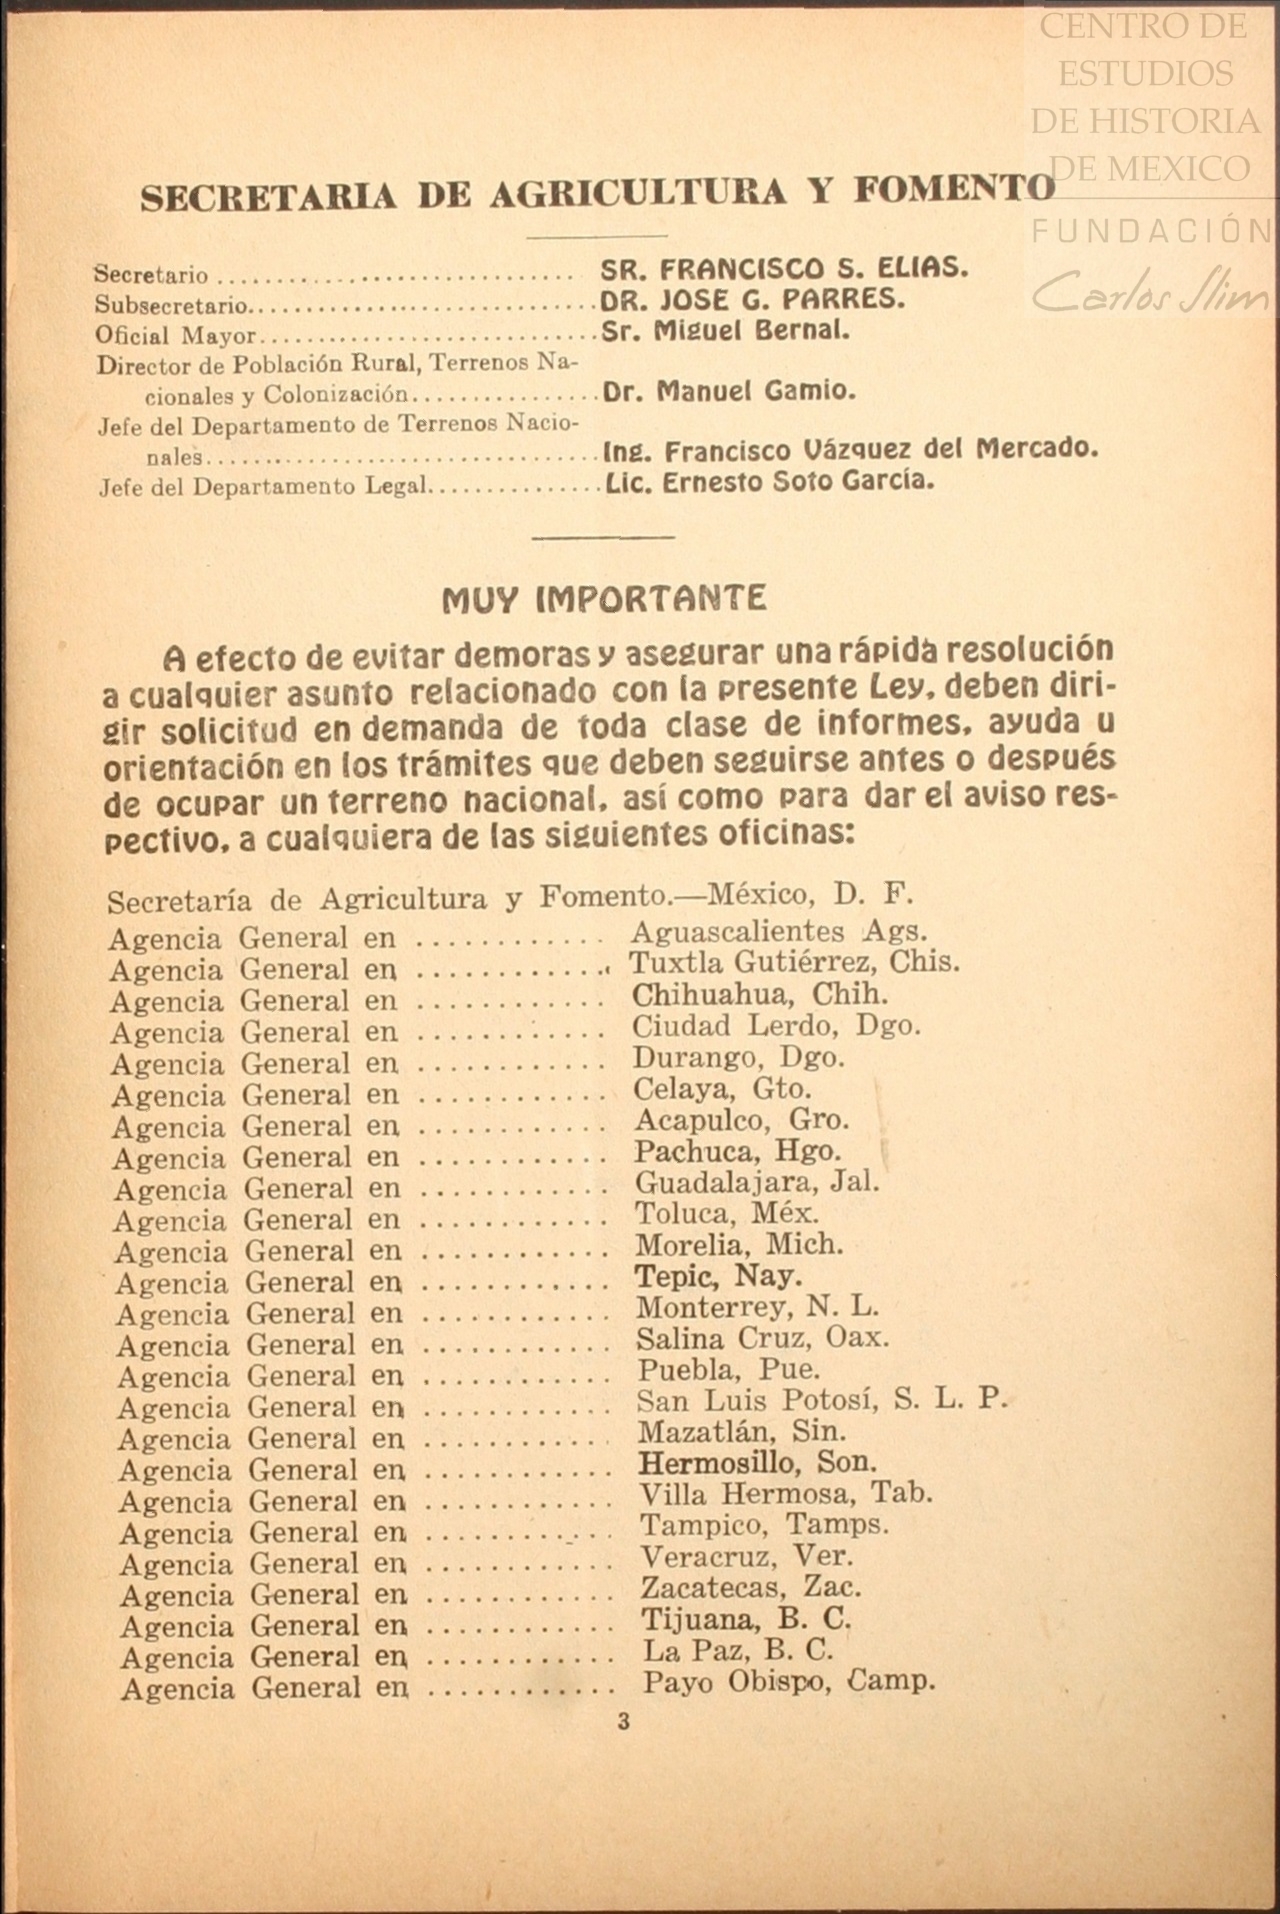 CENTRO DE
ESTUDIOS
DE HISTORIA
DE MEXICO
FUNDACIÓN
Carlos Slim
SECRETARIA DE AGRICULTURA Y FOMENTO
Secretario ................................ SR. FRANCISCO S. ELIAS.
Subsecretario.............................. DR. JOSE G. PARRES.
Oficial Mayor............................. Sr. Miguel Bernal.
Director de Población Rural, Terrenos Na-
cionales y Colonización................ Dr. Manuel Gamio.
Jefe del Departamento de Terrenos Nacio-
nales.................................. Ing. Francisco Vázquez del Mercado.
Jefe del Departamento Legal............... Lic. Ernesto Soto García.
MUY IMPORTANTE
A efecto de evitar demoras y asegurar una rápida resolución
a cualquier asunto relacionado con la presente Ley, deben diri-
gir solicitud en demanda de toda clase de informes, ayuda u
orientación en los trámites que deben seguirse antes o después
de ocupar un terreno nacional, así como para dar el aviso res-
pectivo, a cualquiera de las siguientes oficinas:
Secretaría de Agricultura y Fomento.—México, D. F.
Agencia General en ............ Aguascalientes Ags.
Agencia General en ............ Tuxtla Gutiérrez, Chis.
Agencia General en ............ Chihuahua, Chih.
Agencia General en ............ Ciudad Lerdo, Dgo.
Agencia General en ............ Durango, Dgo.
Agencia General en ............ Celaya, Gto.
Agencia General en ............ Acapulco, Gro.
Agencia General en ............ Pachuca, Hgo.
Agencia General en ............ Guadalajara, Jal.
Agencia General en ............ Toluca, Méx.
Agencia General en ............ Morelia, Mich.
Agencia General en ............ Tepic, Nay.
Agencia General en ............ Monterrey, N. L.
Agencia General en ............ Salina Cruz, Oax.
Agencia General en ............ Puebla, Pue.
Agencia General en ............ San Luis Potosí, S. L. P.
Agencia General en ............ Mazatlán, Sin.
Agencia General en ............ Hermosillo, Son.
Agencia General en ............ Villa Hermosa, Tab.
Agencia General en ............ Tampico, Tamps.
Agencia General en ............ Veracruz, Ver.
Agencia General en ............ Zacatecas, Zac.
Agencia General en ............ Tijuana, B. C.
Agencia General en ............ La Paz, B. C.
Agencia General en ............ Payo Obispo, Camp.
3